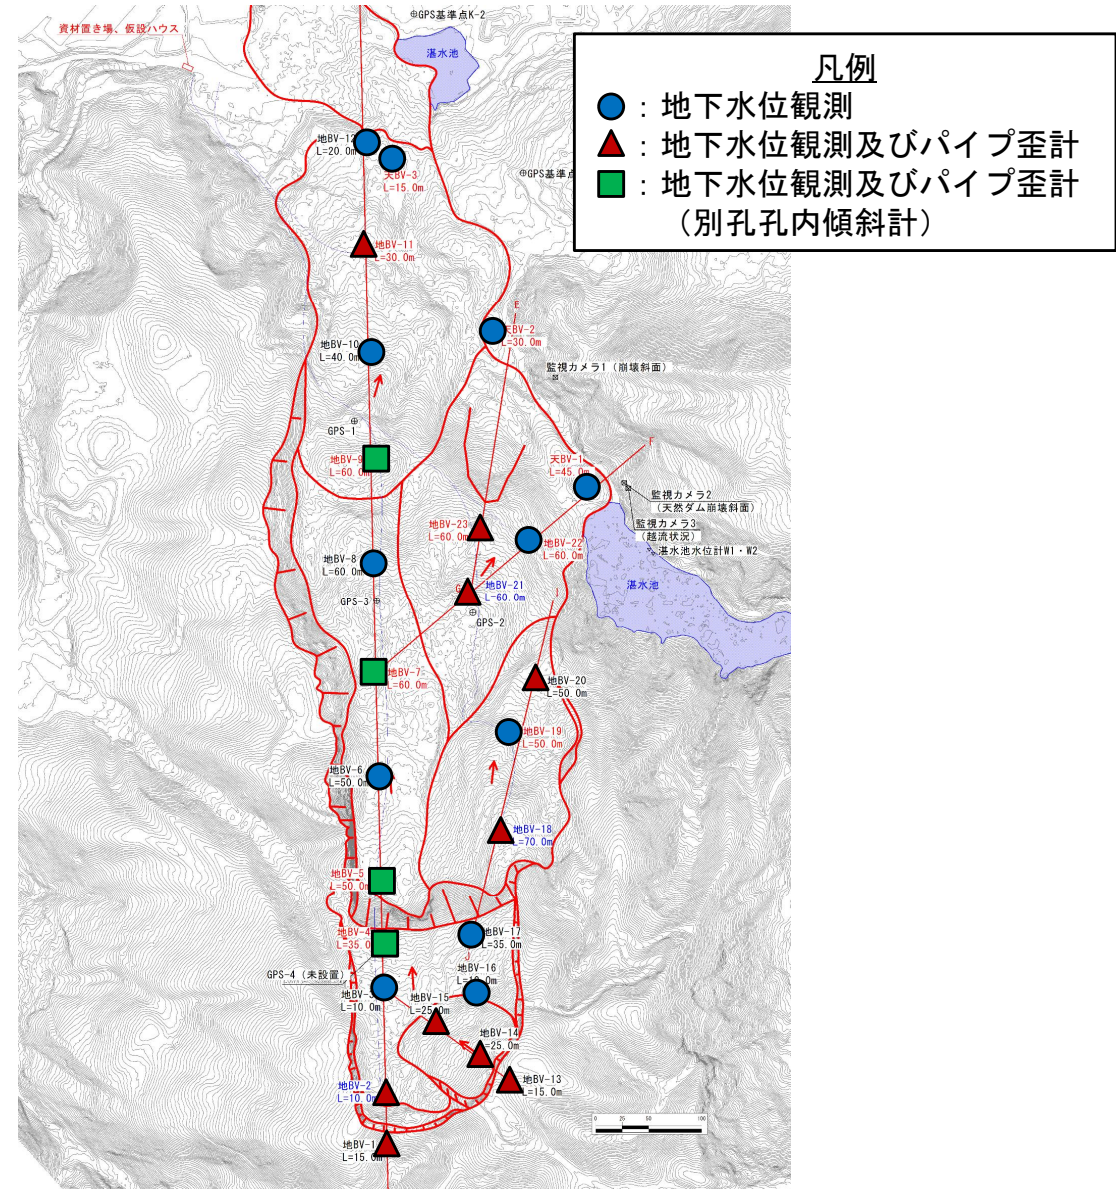 GPS基準点K-2
資材置き場、仮設ハウス
湛水池
凡例
：地下水位観測
：地下水位観測及びパイプ歪計
：地下水位観測及びパイプ歪計
（別孔孔内傾斜計）
地BV-12
L=20.0m
天BV-3
L=15.0m
GPS基準点
地BV-11
L=30.0m
E
天BV-2
L=30.0m
地BV-10
L=40.0m
監視カメラ1（崩壊斜面）
GPS-1
F
地BV-9
L=60.0m
天BV-1
L=45.0m
監視カメラ2
（天然ダム崩壊斜面）
監視カメラ3
（越流状況）
湛水池水位計W1・W2
地BV-23
L=60.0m
地BV-22
L=60.0m
地BV-8
L=60.0m
地BV-21
L=60.0m
G
湛水池
I
GPS-3
GPS-2
地BV-7
L=60.0m
地BV-20
L=50.0m
地BV-19
L=50.0m
地BV-6
L=50.0m
地BV-18
L=70.0m
地BV-5
L=50.0m
地BV-4
L=35.0
地BV-17
L=35.0m
J
GPS-4（未設置）
地BV-16
地BV-3
L=10.0m
地BV-15
L=25.0m
地BV-14
L=25.0m
地BV-13
L=15.0m
地BV-2
L=10.0m
地BV-1
L=15.0m
0 25 50 100